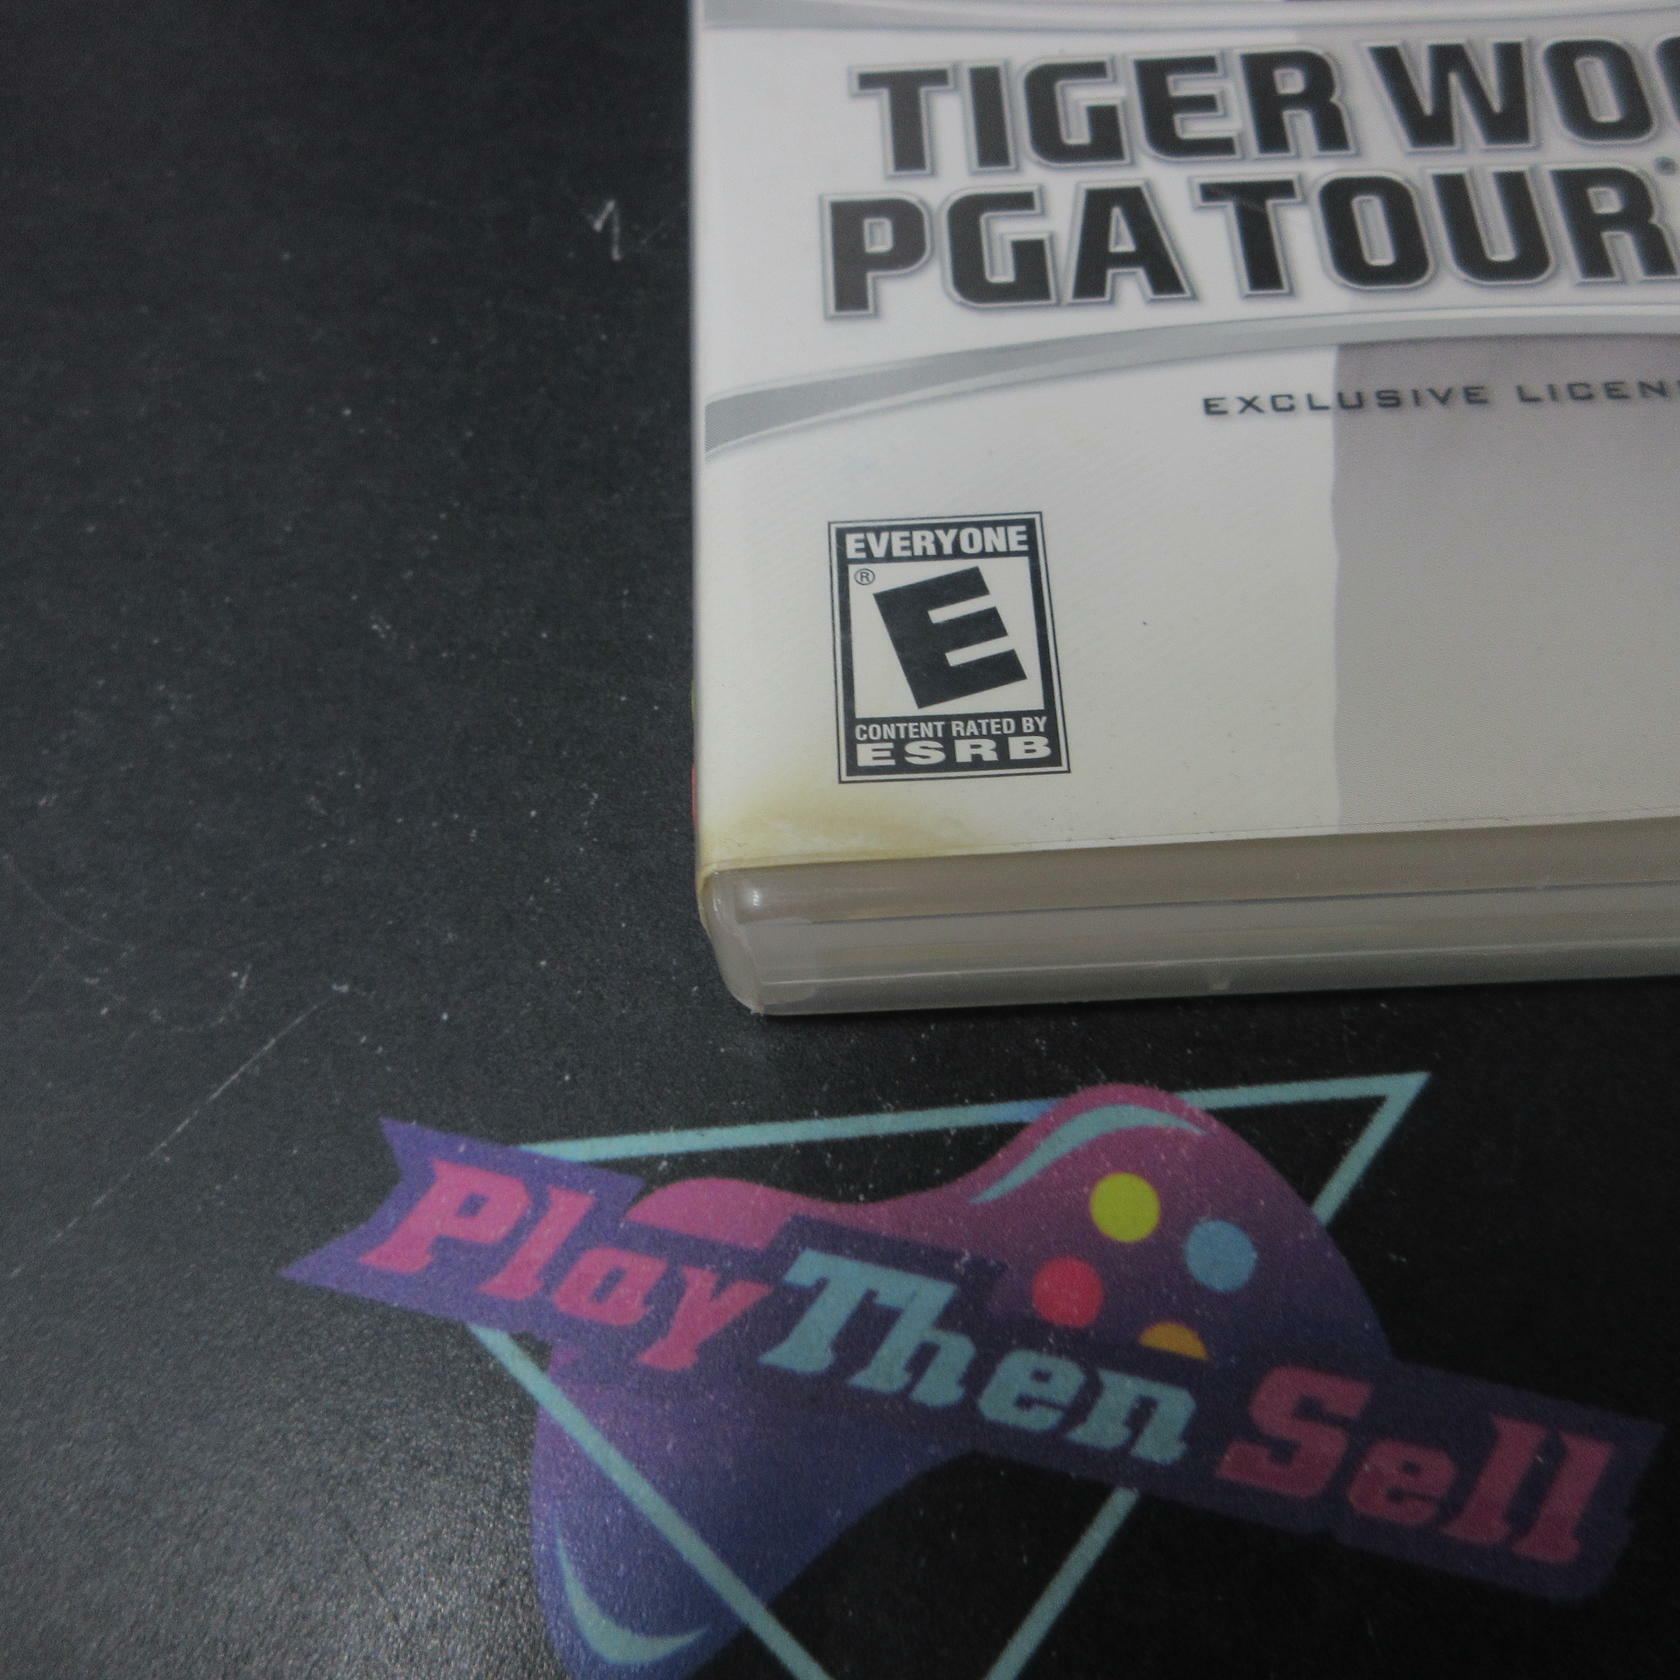 TIGER WOO
PGA TOUR
EXCLUSIVE LICEN
EVERYONE
®
E
CONTENT RATED BY
ESRB
Play Then Sell